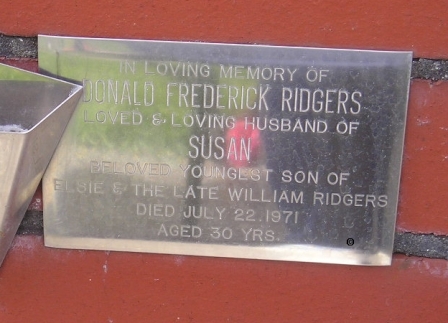 IN LOVING MEMORY OF
DONALD FREDERICK RIDGERS
LOVED & LOVING HUSBAND OF
SUSAN
BELOVED YOUNGEST SON OF
ELSIE & THE LATE WILLIAM RIDGERS
DIED JULY 22.1971
AGED 30 YRS.